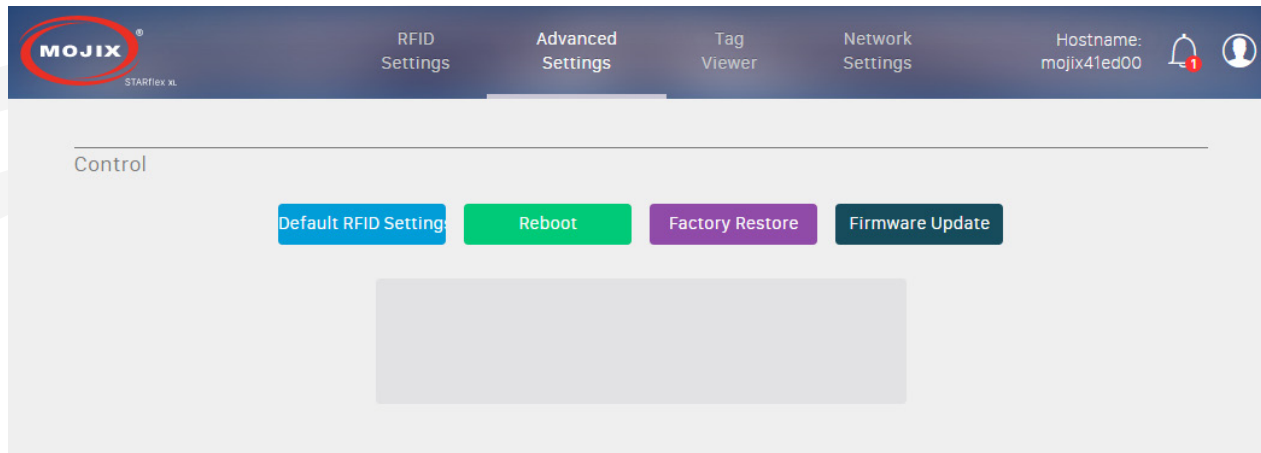 MOJIX
®
STARflex XL
RFID
Settings
Advanced
Settings
Tag
Viewer
Network
Settings
Hostname:
mojix41ed00
1
Control
Default RFID Setting
Reboot
Factory Restore
Firmware Update